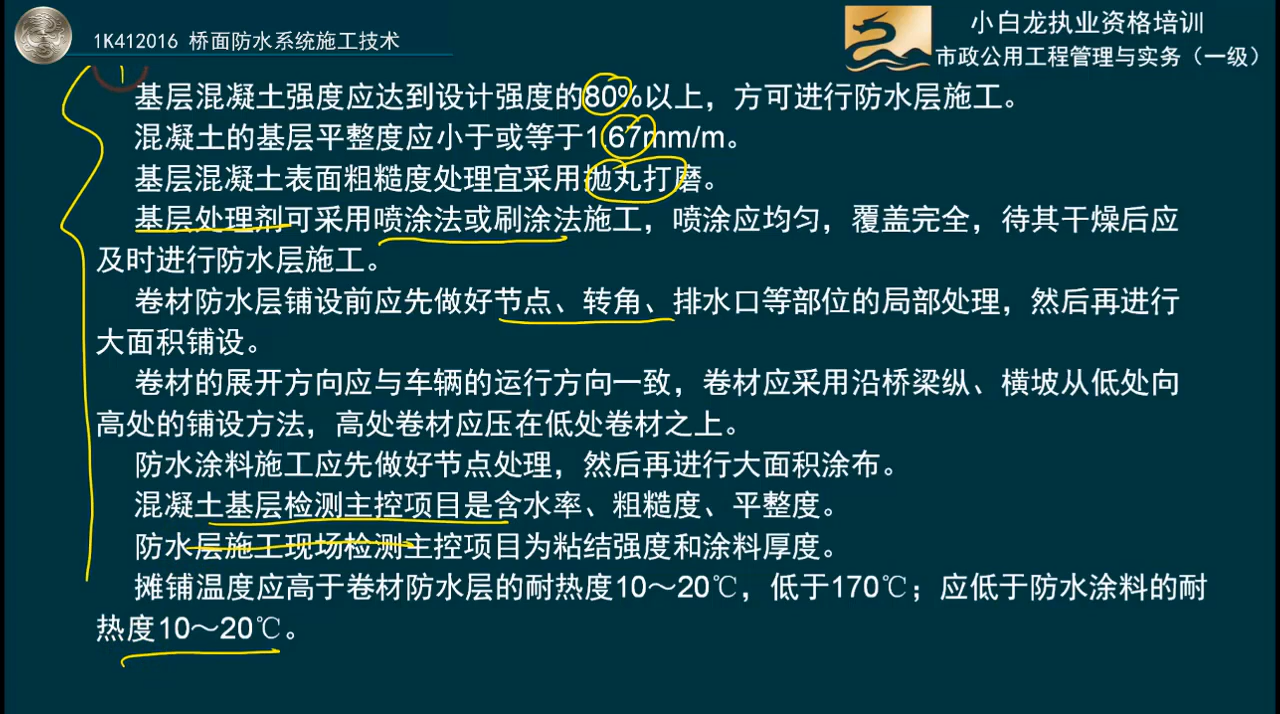 1K412016 桥面防水系统施工技术
小白龙执业资格培训
市政公用工程管理与实务（一级）
基层混凝土强度应达到设计强度的80%以上，方可进行防水层施工。
混凝土的基层平整度应小于或等于1.67mm/m。
基层混凝土表面粗糙度处理宜采用抛丸打磨。
基层处理剂可采用喷涂法或刷涂法施工，喷涂应均匀，覆盖完全，待其干燥后应
及时进行防水层施工。
卷材防水层铺设前应先做好节点、转角、排水口等部位的局部处理，然后再进行
大面积铺设。
卷材的展开方向应与车辆的运行方向一致，卷材应采用沿桥梁纵、横坡从低处向
高处的铺设方法，高处卷材应压在低处卷材之上。
防水涂料施工应先做好节点处理，然后再进行大面积涂布。
混凝土基层检测主控项目是含水率、粗糙度、平整度。
防水层施工现场检测主控项目为粘结强度和涂料厚度。
摊铺温度应高于卷材防水层的耐热度10～20℃，低于170℃；应低于防水涂料的耐
热度10～20℃。